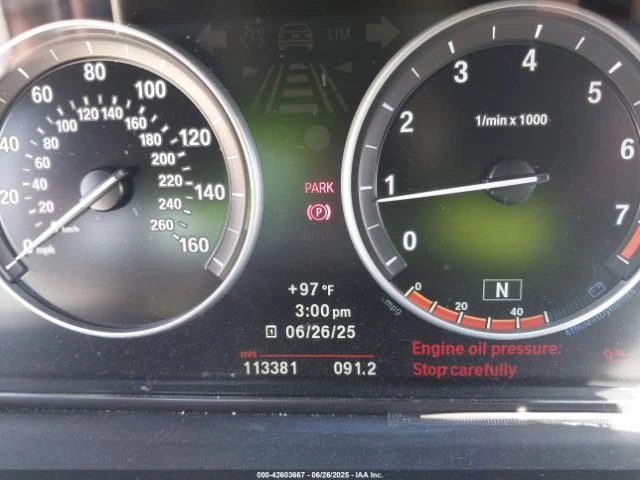 LIM
20 40 60 80 100 120 140 160
20 40 60 80 100 120 140 160 180 200 220 240 260
0 mph km/h
0 1 2 3 4 5 6 7
1/min x 1000
PARK
P
+97 °F
3:00 pm
06/26/25
mls
113381 091.2
N
mpg 0 20 40
Engine oil pressure:
Stop carefully
000-42603667 - 06/26/2025 - IAA Inc.